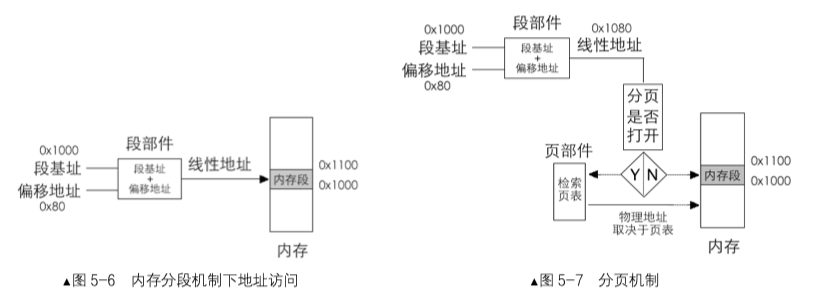 0x1000
段基址
偏移地址
0x80
段部件
段基址
+
偏移地址
线性地址
内存段
0x1100
0x1000
内存
▲图 5-6 内存分段机制下地址访问
0x1000
段基址
偏移地址
0x80
段部件
段基址
+
偏移地址
0x1080
线性地址
分页
是否
打开
Y N
页部件
检索
页表
物理地址
取决于页表
内存段
0x1100
0x1000
内存
▲图 5-7 分页机制